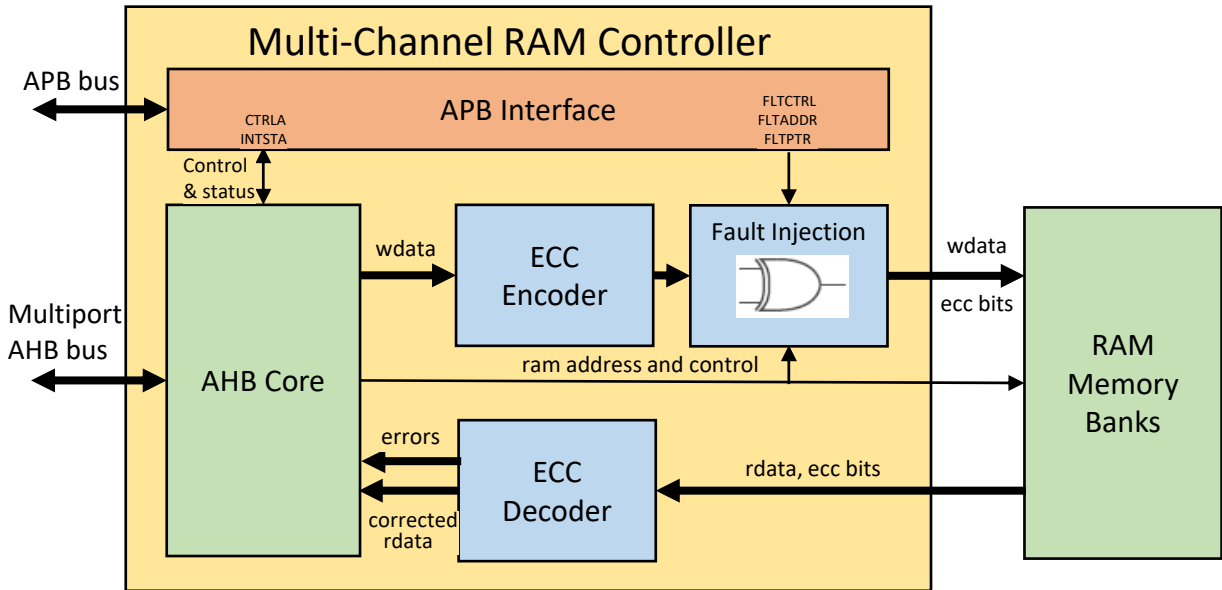 Multi-Channel RAM Controller
APB bus
APB Interface
CTRLA
INTSTA
FLTCTRL
FLTADDR
FLTPTR
Control
& status
wdata
ECC
Encoder
Fault Injection
wdata
ecc bits
Multiport
AHB bus
AHB Core
ram address and control
RAM
Memory
Banks
errors
corrected
rdata
ECC
Decoder
rdata, ecc bits